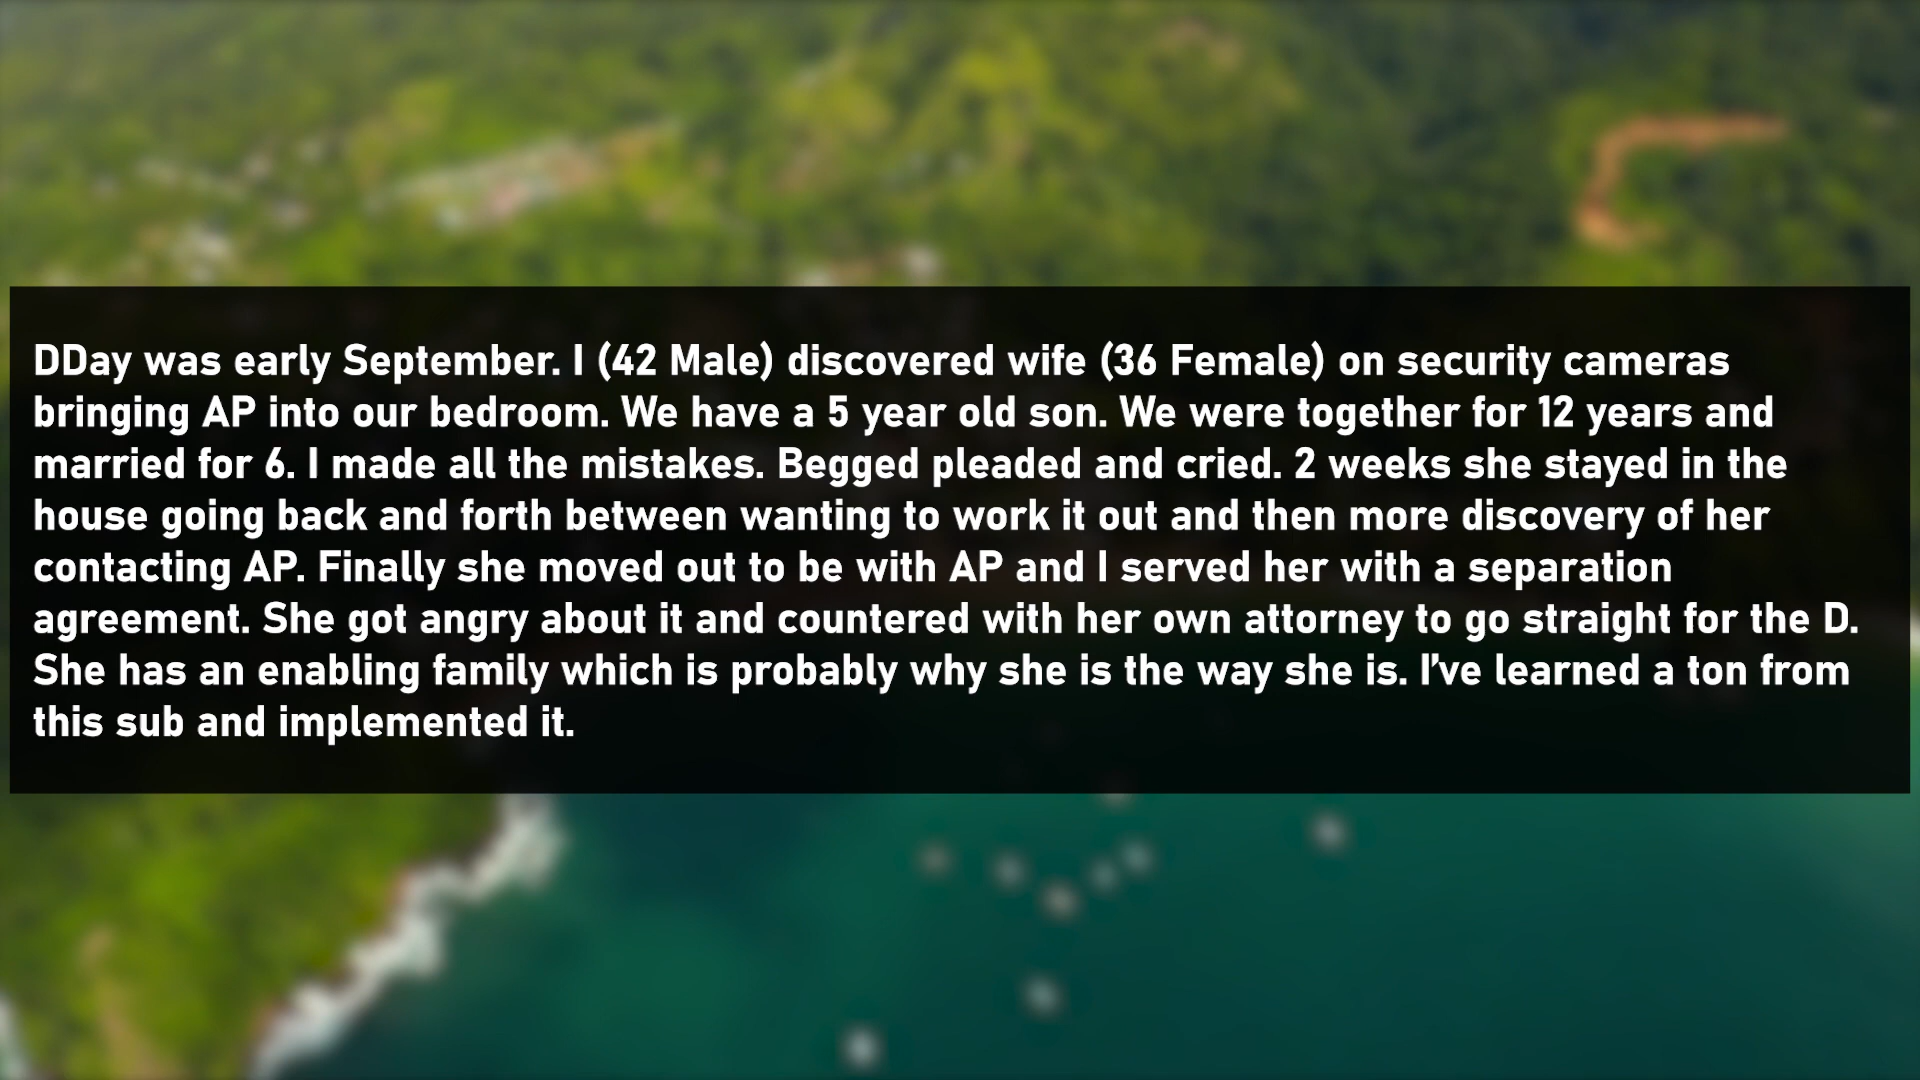 DDay was early September. I (42 Male) discovered wife (36 Female) on security cameras
bringing AP into our bedroom. We have a 5 year old son. We were together for 12 years and
married for 6. I made all the mistakes. Begged pleaded and cried. 2 weeks she stayed in the
house going back and forth between wanting to work it out and then more discovery of her
contacting AP. Finally she moved out to be with AP and I served her with a separation
agreement. She got angry about it and countered with her own attorney to go straight for the D.
She has an enabling family which is probably why she is the way she is. I’ve learned a ton from
this sub and implemented it.